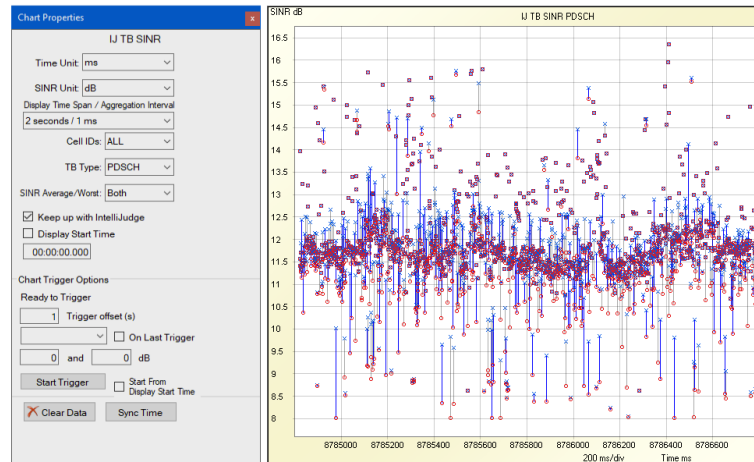 Chart Properties
x
IJ TB SINR
Time Unit: ms
SINR Unit: dB
Display Time Span / Aggregation Interval
2 seconds / 1 ms
Cell IDs: ALL
TB Type: PDSCH
SINR Average/Worst: Both
Keep up with IntelliJudge
Display Start Time
00:00:00.000
Chart Trigger Options
Ready to Trigger
1 Trigger offset (s)
On Last Trigger
0 and 0 dB
Start Trigger
Start From
Display Start Time
Clear Data
Sync Time
SINR dB
IJ TB SINR PDSCH
16.5
16
15.5
15
14.5
14
13.5
13
12.5
12
11.5
11
10.5
10
9.5
9
8.5
8
8785000 8785200 8785400 8785600 8785800 8786000 8786200 8786400 8786600
200 ms/div Time ms